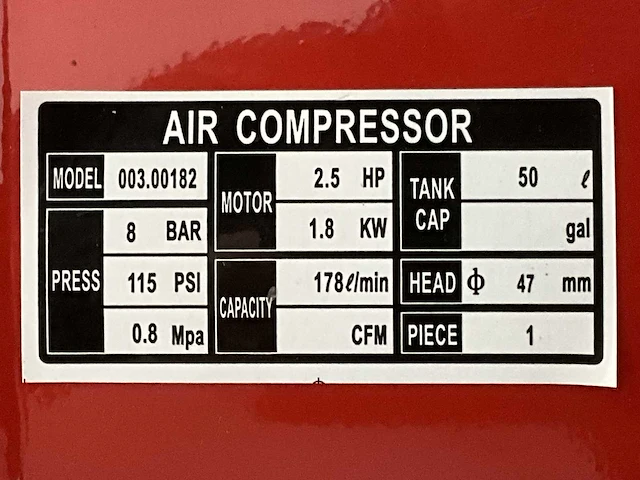 AIR COMPRESSOR
MODEL 003.00182
PRESS
8 BAR
115 PSI
0.8 Mpa
MOTOR
2.5 HP
1.8 KW
CAPACITY
178ℓ/min
CFM
TANK
CAP
50 ℓ
gal
HEAD ϕ 47 mm
PIECE 1